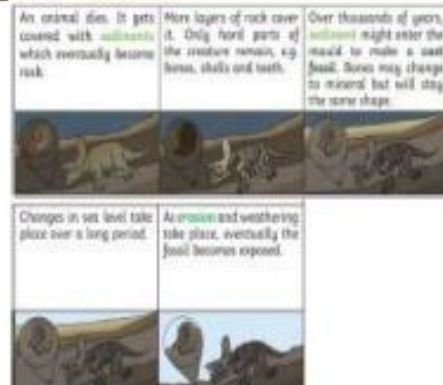 An animal dies. It gets
covered with sediments
which eventually become
rock.
More layers of rock cover
it. Only hard parts of
the creature remain, e.g.
bones, shells and teeth.
Over thousands of years,
sediment might enter the
mould to make a cast
fossil. Bones may change
to mineral but will stay
the same shape.
Changes in sea level take
place over a long period.
As erosion and weathering
take place, eventually the
fossil becomes exposed.